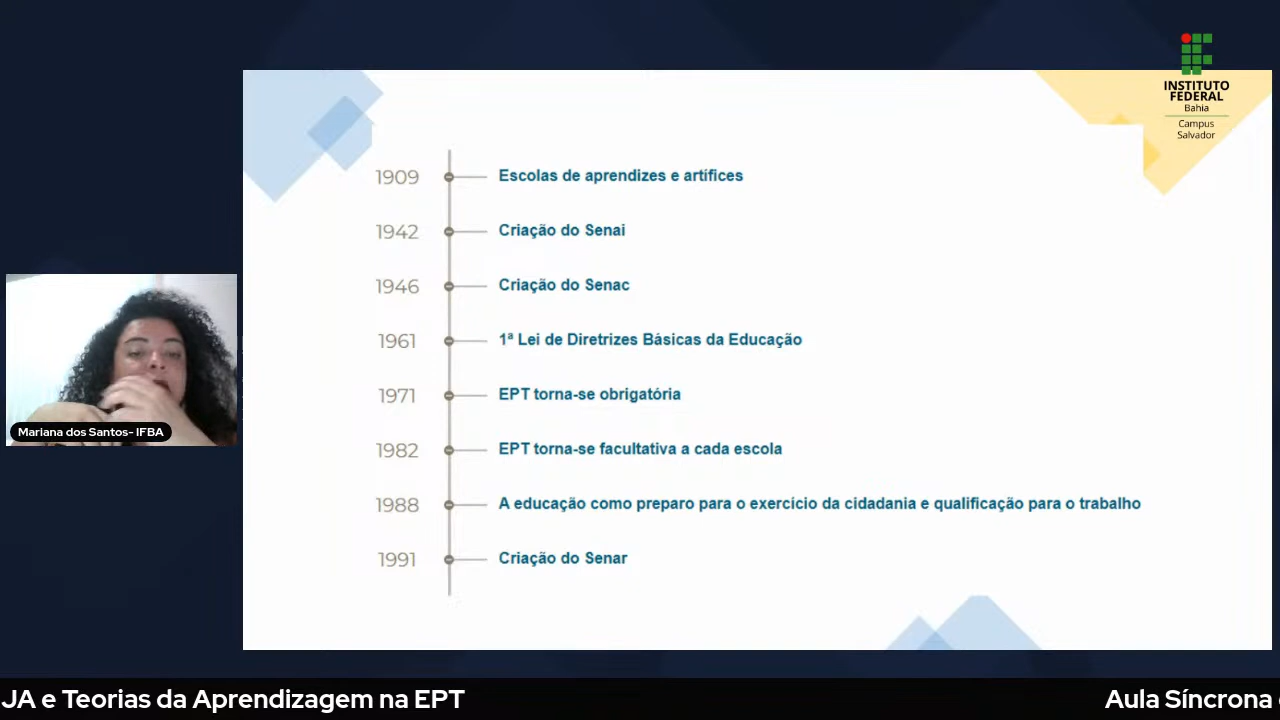 INSTITUTO
FEDERAL
Bahia
Campus
Salvador
1909 Escolas de aprendizes e artífices
1942 Criação do Senai
1946 Criação do Senac
1961 1ª Lei de Diretrizes Básicas da Educação
1971 EPT torna-se obrigatória
1982 EPT torna-se facultativa a cada escola
1988 A educação como preparo para o exercício da cidadania e qualificação para o trabalho
1991 Criação do Senar
Mariana dos Santos- IFBA
JA e Teorias da Aprendizagem na EPT
Aula Síncrona